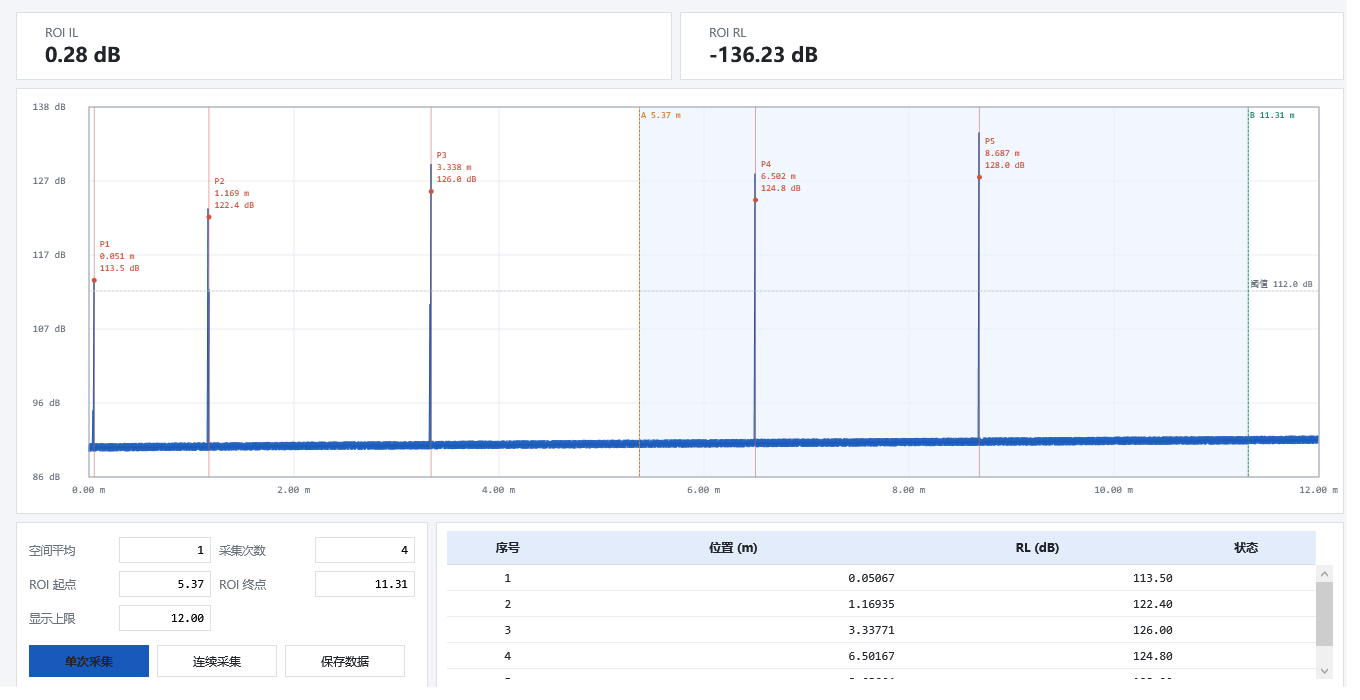 ROI IL
0.28 dB
ROI RL
-136.23 dB
138 dB
127 dB
117 dB
107 dB
96 dB
86 dB
P1
0.051 m
113.5 dB
P2
1.169 m
122.4 dB
P3
3.338 m
126.0 dB
A 5.37 m
P4
6.502 m
124.8 dB
P5
8.687 m
128.0 dB
B 11.31 m
阈值 112.0 dB
0.00 m
2.00 m
4.00 m
6.00 m
8.00 m
10.00 m
12.00 m
空间平均 1 采集次数 4
ROI 起点 5.37 ROI 终点 11.31
显示上限 12.00
单次采集 连续采集 保存数据
序号 位置 (m) RL (dB) 状态
1 0.05067 113.50
2 1.16935 122.40
3 3.33771 126.00
4 6.50167 124.80